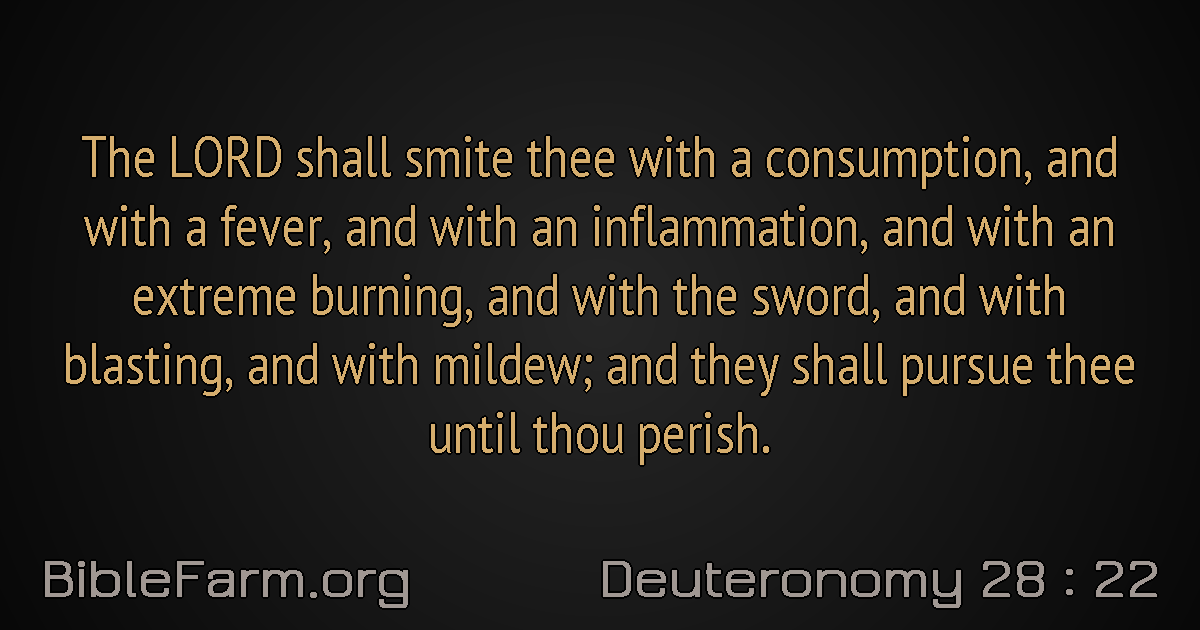 The LORD shall smite thee with a consumption, and
with a fever, and with an inflammation, and with an
extreme burning, and with the sword, and with
blasting, and with mildew; and they shall pursue thee
until thou perish.
BibleFarm.org
Deuteronomy 28 : 22